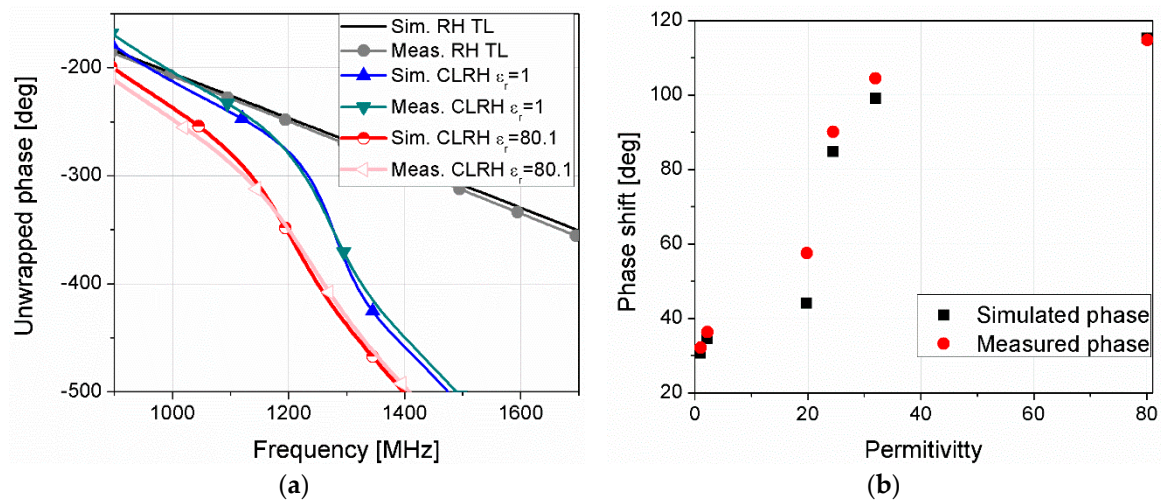 Sim. RH TL
Meas. RH TL
Sim. CLRH εr=1
Meas. CLRH εr=1
Sim. CLRH εr=80.1
Meas. CLRH εr=80.1
-200
-300
-400
-500
Unwrapped phase [deg]
1000 1200 1400 1600
Frequency [MHz]
(a)
120
100
80
60
40
20
Phase shift [deg]
Simulated phase
Measured phase
0 20 40 60 80
Permitivitty
(b)